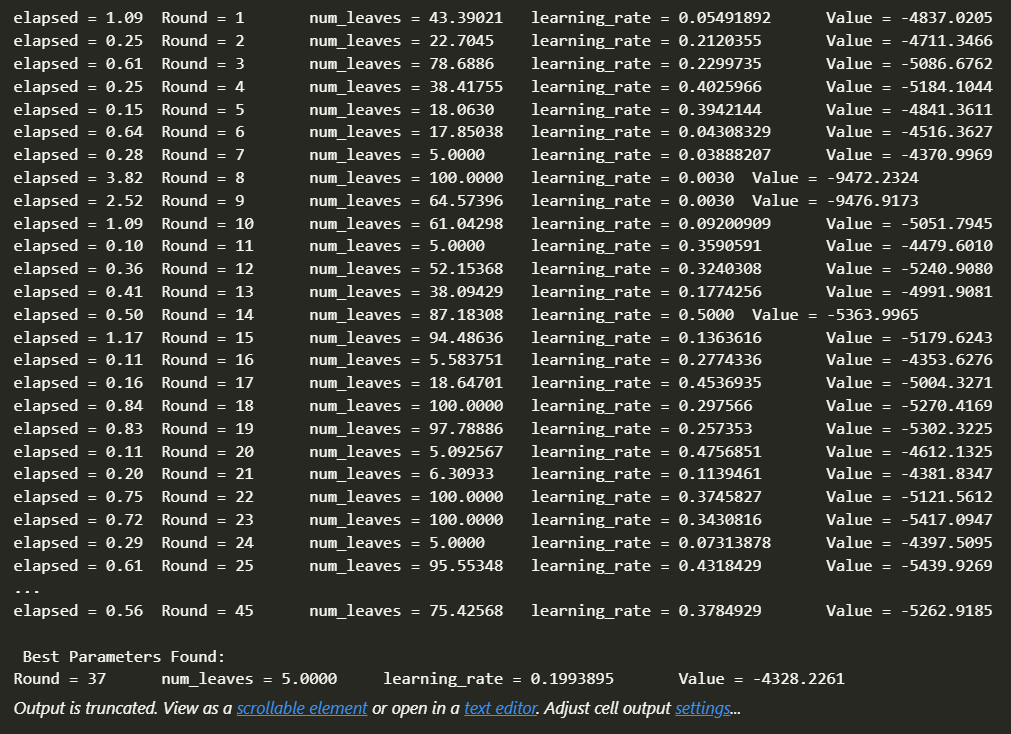 elapsed = 1.09 Round = 1 num_leaves = 43.39021 learning_rate = 0.05491892 Value = -4837.0205
elapsed = 0.25 Round = 2 num_leaves = 22.7045 learning_rate = 0.2120355 Value = -4711.3466
elapsed = 0.61 Round = 3 num_leaves = 78.6886 learning_rate = 0.2299735 Value = -5086.6762
elapsed = 0.25 Round = 4 num_leaves = 38.41755 learning_rate = 0.4025966 Value = -5184.1044
elapsed = 0.15 Round = 5 num_leaves = 18.0630 learning_rate = 0.3942144 Value = -4841.3611
elapsed = 0.64 Round = 6 num_leaves = 17.85038 learning_rate = 0.04308329 Value = -4516.3627
elapsed = 0.28 Round = 7 num_leaves = 5.0000 learning_rate = 0.03888207 Value = -4370.9969
elapsed = 3.82 Round = 8 num_leaves = 100.0000 learning_rate = 0.0030 Value = -9472.2324
elapsed = 2.52 Round = 9 num_leaves = 64.57396 learning_rate = 0.0030 Value = -9476.9173
elapsed = 1.09 Round = 10 num_leaves = 61.04298 learning_rate = 0.09200909 Value = -5051.7945
elapsed = 0.10 Round = 11 num_leaves = 5.0000 learning_rate = 0.3590591 Value = -4479.6010
elapsed = 0.36 Round = 12 num_leaves = 52.15368 learning_rate = 0.3240308 Value = -5240.9080
elapsed = 0.41 Round = 13 num_leaves = 38.09429 learning_rate = 0.1774256 Value = -4991.9081
elapsed = 0.50 Round = 14 num_leaves = 87.18308 learning_rate = 0.5000 Value = -5363.9965
elapsed = 1.17 Round = 15 num_leaves = 94.48636 learning_rate = 0.1363616 Value = -5179.6243
elapsed = 0.11 Round = 16 num_leaves = 5.583751 learning_rate = 0.2774336 Value = -4353.6276
elapsed = 0.16 Round = 17 num_leaves = 18.64701 learning_rate = 0.4536935 Value = -5004.3271
elapsed = 0.84 Round = 18 num_leaves = 100.0000 learning_rate = 0.297566 Value = -5270.4169
elapsed = 0.83 Round = 19 num_leaves = 97.78886 learning_rate = 0.257353 Value = -5302.3225
elapsed = 0.11 Round = 20 num_leaves = 5.092567 learning_rate = 0.4756851 Value = -4612.1325
elapsed = 0.20 Round = 21 num_leaves = 6.30933 learning_rate = 0.1139461 Value = -4381.8347
elapsed = 0.75 Round = 22 num_leaves = 100.0000 learning_rate = 0.3745827 Value = -5121.5612
elapsed = 0.72 Round = 23 num_leaves = 100.0000 learning_rate = 0.3430816 Value = -5417.0947
elapsed = 0.29 Round = 24 num_leaves = 5.0000 learning_rate = 0.07313878 Value = -4397.5095
elapsed = 0.61 Round = 25 num_leaves = 95.55348 learning_rate = 0.4318429 Value = -5439.9269
...
elapsed = 0.56 Round = 45 num_leaves = 75.42568 learning_rate = 0.3784929 Value = -5262.9185
Best Parameters Found:
Round = 37 num_leaves = 5.0000 learning_rate = 0.1993895 Value = -4328.2261
Output is truncated. View as a scrollable element or open in a text editor. Adjust cell output settings...